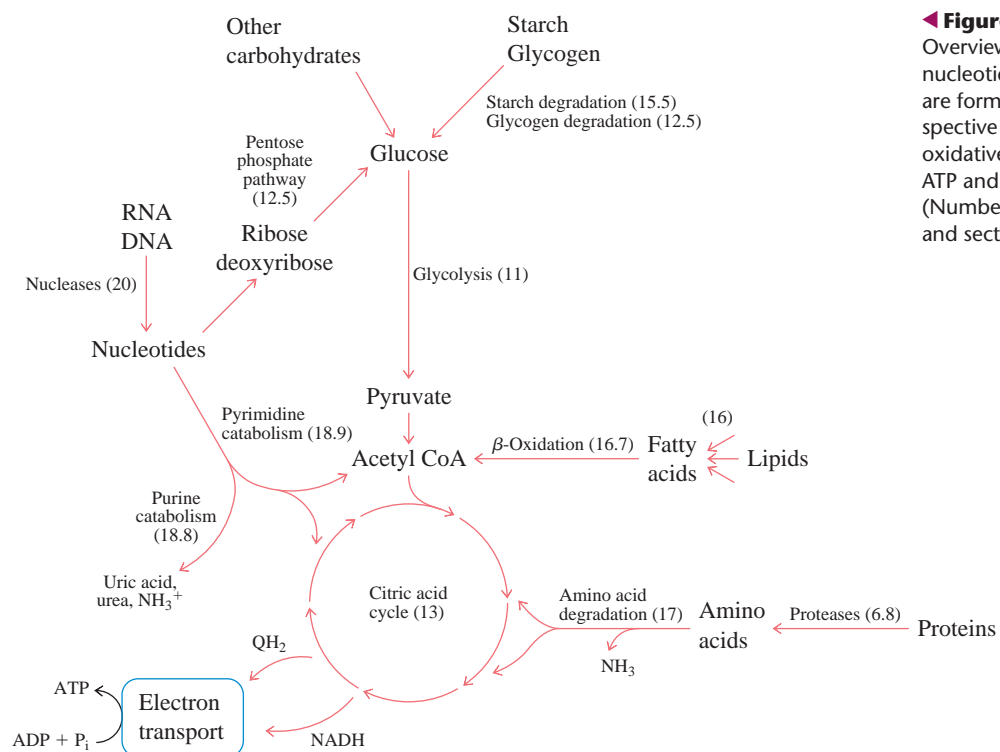 Other
carbohydrates
Starch
Glycogen
Starch degradation (15.5)
Glycogen degradation (12.5)
Glucose
Pentose
phosphate
pathway
(12.5)
RNA
DNA
Ribose
deoxyribose
Nucleases (20)
Glycolysis (11)
Nucleotides
Pyruvate
Pyrimidine
catabolism (18.9)
Acetyl CoA
β-Oxidation (16.7)
Fatty
acids
(16)
Lipids
Purine
catabolism
(18.8)
Uric acid,
urea, NH₃⁺
Citric acid
cycle (13)
Amino acid
degradation (17)
NH₃
Amino
acids
Proteases (6.8)
Proteins
QH₂
NADH
ATP
ADP + Pᵢ
Electron
transport
◀ Figure
Overview
nucleotic
are form
spective
oxidative
ATP and
(Numbe
and sect